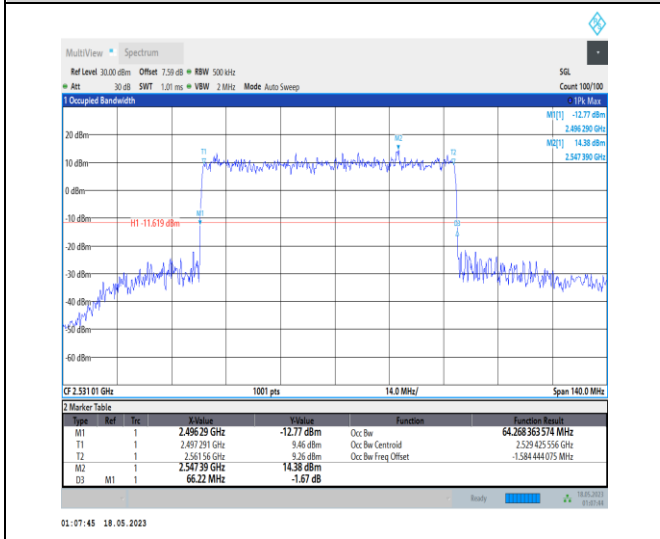 MultiView Spectrum
Ref Level 30.00 dBm Offset 7.59 dB RBW 500 kHz SGL
Att 30 dB SWT 1.01 ms VBW 2 MHz Mode Auto Sweep Count 100/100
1 Occupied Bandwidth 1Pk Max
M1[1] -12.77 dBm
2.496 290 GHz
M2[1] 14.38 dBm
2.547 390 GHz
20 dBm
10 dBm
0 dBm
-10 dBm
-20 dBm
-30 dBm
-40 dBm
-50 dBm
-60 dBm
T1
M2
T2
M1
D3
H1 -11.619 dBm
CF 2.531 01 GHz 1001 pts 14.0 MHz/ Span 140.0 MHz
2 Marker Table
Type Ref Trc X-Value Y-Value Function Function Result
M1 1 2.496 29 GHz -12.77 dBm Occ Bw 64.268 363 574 MHz
T1 1 2.497 291 GHz 9.46 dBm Occ Bw Centroid 2.529 425 556 GHz
T2 1 2.561 56 GHz 9.26 dBm Occ Bw Freq Offset -1.584 444 075 MHz
M2 1 2.547 39 GHz 14.38 dBm
D3 M1 1 66.22 MHz -1.67 dB
Ready 18.05.2023
01:07:44
01:07:45 18.05.2023